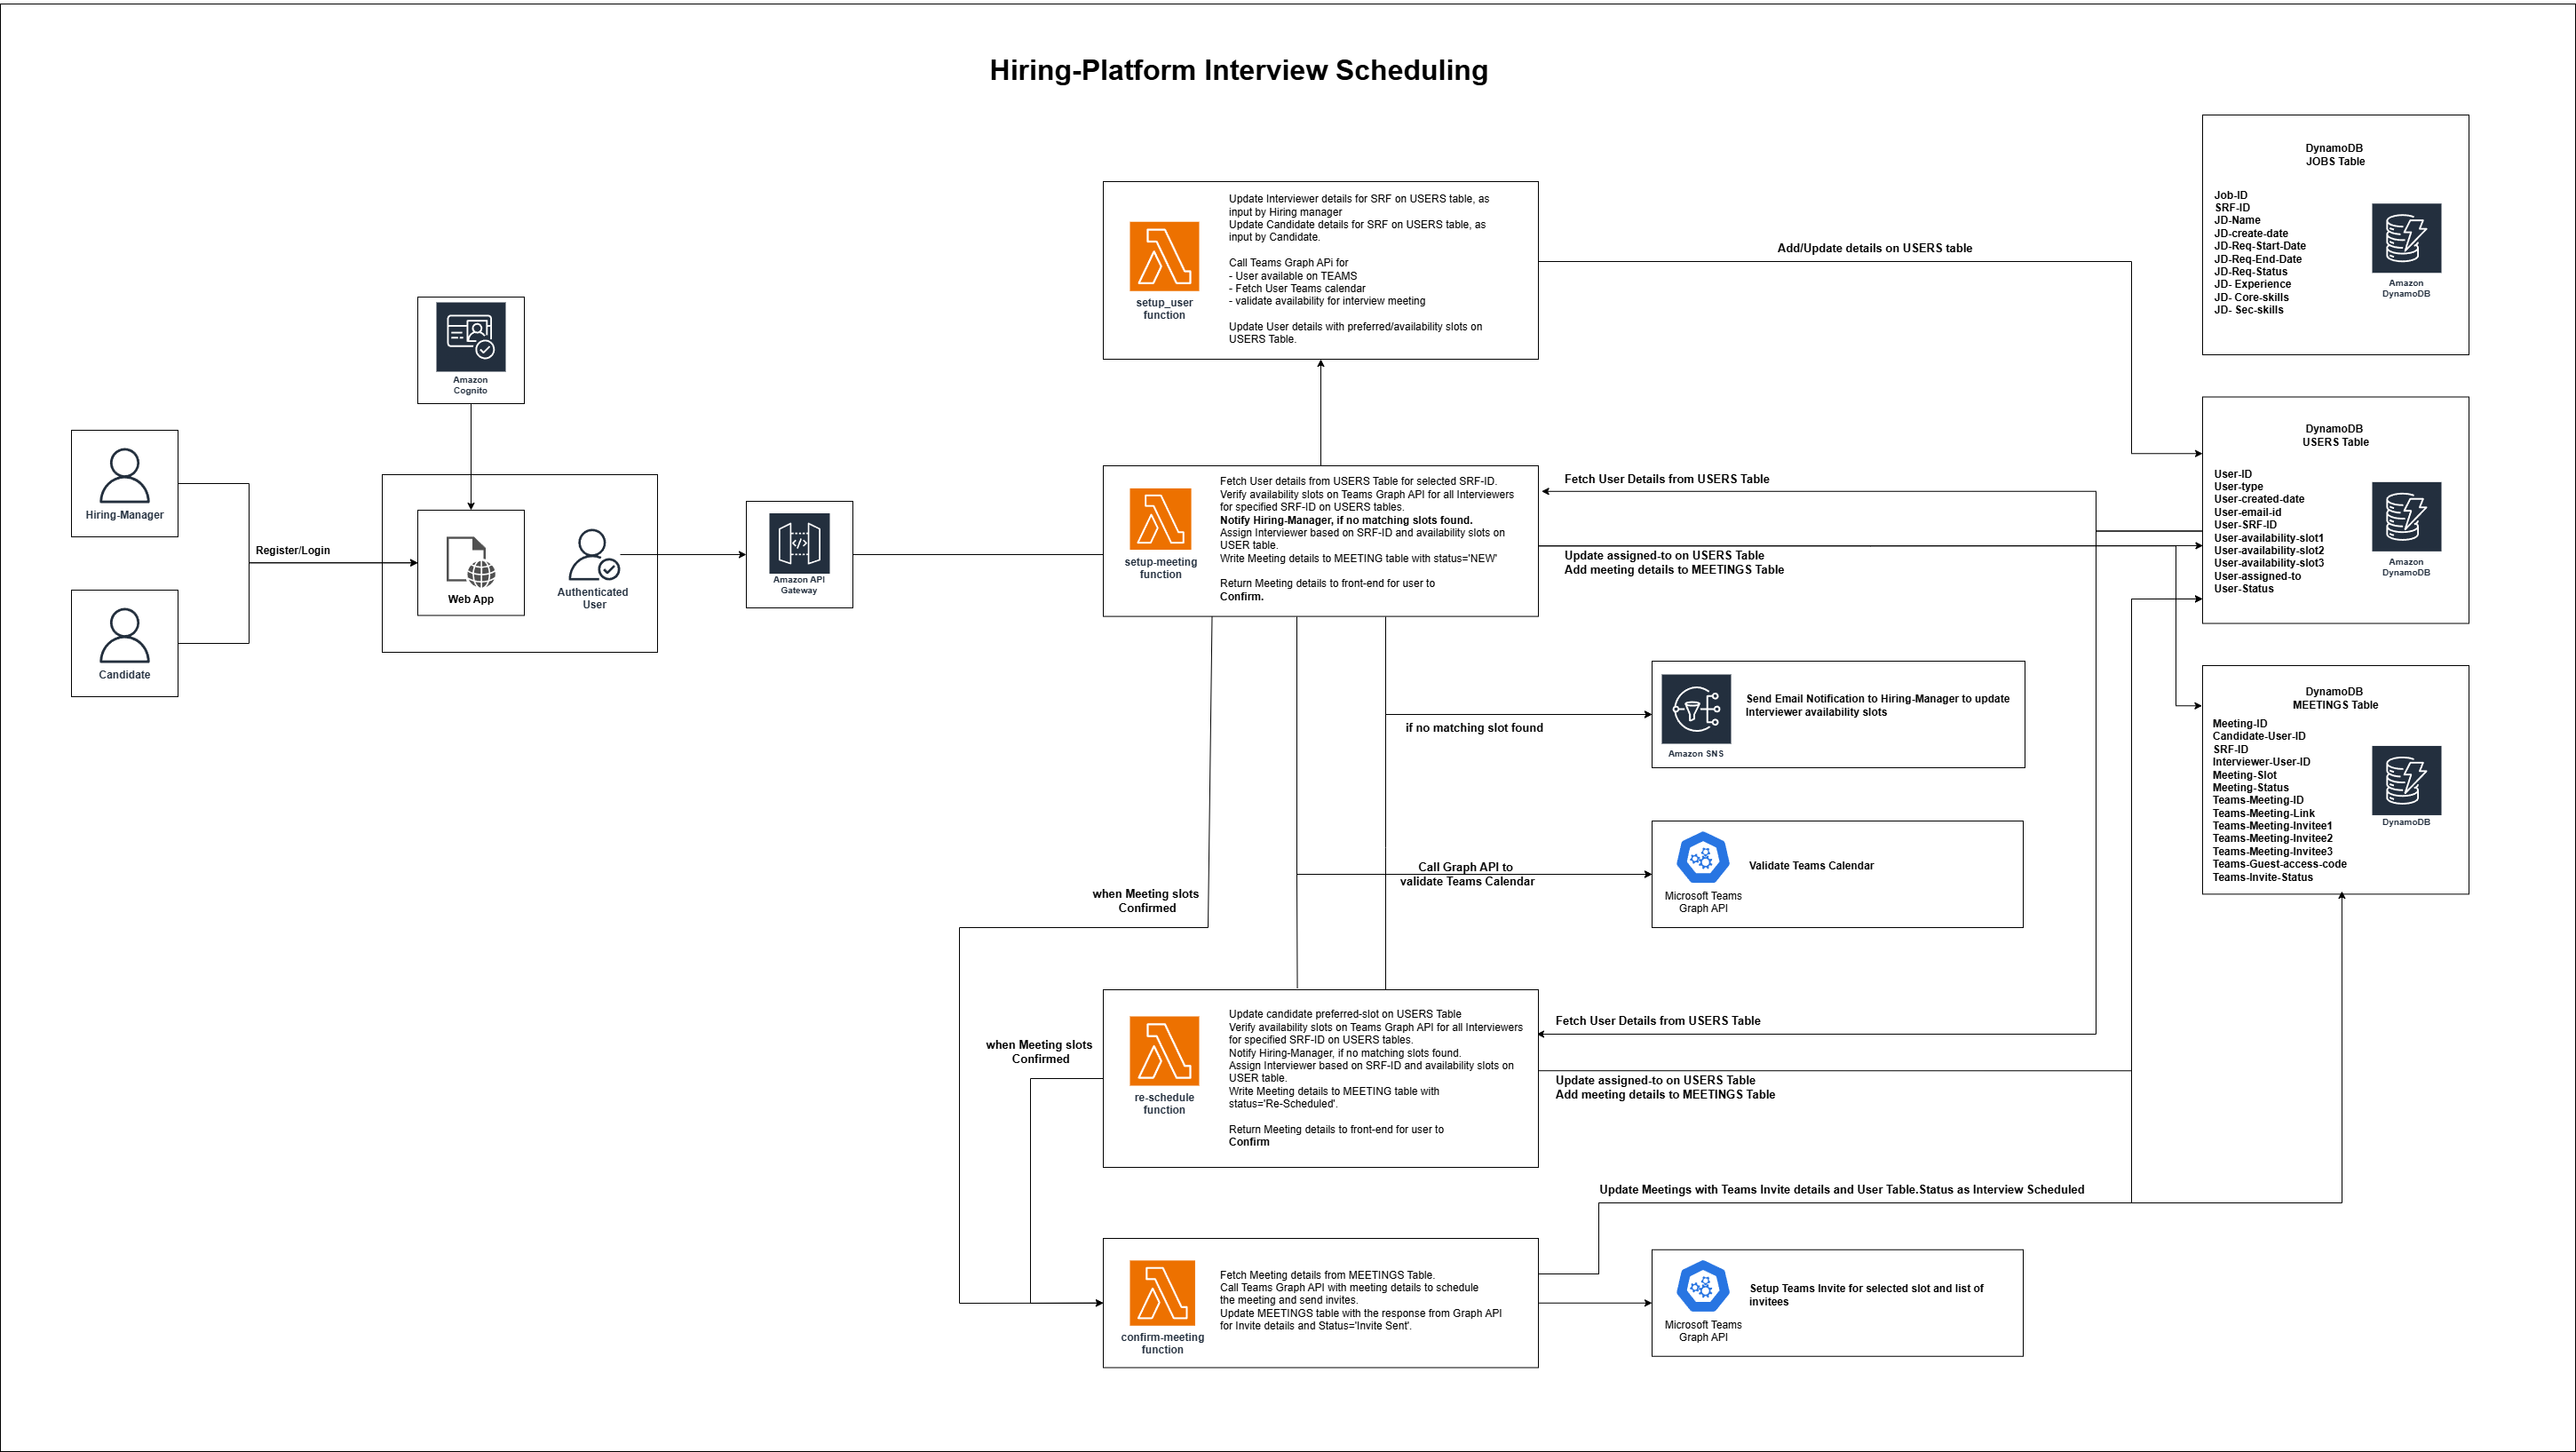 Hiring-Platform Interview Scheduling
Hiring-Manager
Candidate
Register/Login
Amazon
Cognito
Web App
Authenticated
User
Amazon API
Gateway
setup_user
function
Update Interviewer details for SRF on USERS table, as
input by Hiring manager
Update Candidate details for SRF on USERS table, as
input by Candidate.
Call Teams Graph APi for
- User available on TEAMS
- Fetch User Teams calendar
- validate availability for interview meeting
Update User details with preferred/availability slots on
USERS Table.
Add/Update details on USERS table
setup-meeting
function
Fetch User details from USERS Table for selected SRF-ID.
Verify availability slots on Teams Graph API for all Interviewers
for specified SRF-ID on USERS tables.
Notify Hiring-Manager, if no matching slots found.
Assign Interviewer based on SRF-ID and availability slots on
USER table.
Write Meeting details to MEETING table with status='NEW'
Return Meeting details to front-end for user to
Confirm.
Fetch User Details from USERS Table
Update assigned-to on USERS Table
Add meeting details to MEETINGS Table
if no matching slot found
Amazon SNS
Send Email Notification to Hiring-Manager to update
Interviewer availability slots
Call Graph API to
validate Teams Calendar
Microsoft Teams
Graph API
Validate Teams Calendar
when Meeting slots
Confirmed
when Meeting slots
Confirmed
re-schedule
function
Update candidate preferred-slot on USERS Table
Verify availability slots on Teams Graph API for all Interviewers
for specified SRF-ID on USERS tables.
Notify Hiring-Manager, if no matching slots found.
Assign Interviewer based on SRF-ID and availability slots on
USER table.
Write Meeting details to MEETING table with
status='Re-Scheduled'.
Return Meeting details to front-end for user to
Confirm
Fetch User Details from USERS Table
Update assigned-to on USERS Table
Add meeting details to MEETINGS Table
Update Meetings with Teams Invite details and User Table.Status as Interview Scheduled
confirm-meeting
function
Fetch Meeting details from MEETINGS Table.
Call Teams Graph API with meeting details to schedule
the meeting and send invites.
Update MEETINGS table with the response from Graph API
for Invite details and Status='Invite Sent'.
Microsoft Teams
Graph API
Setup Teams Invite for selected slot and list of
invitees
DynamoDB
JOBS Table
Job-ID
SRF-ID
JD-Name
JD-create-date
JD-Req-Start-Date
JD-Req-End-Date
JD-Req-Status
JD- Experience
JD- Core-skills
JD- Sec-skills
Amazon
DynamoDB
DynamoDB
USERS Table
User-ID
User-type
User-created-date
User-email-id
User-SRF-ID
User-availability-slot1
User-availability-slot2
User-availability-slot3
User-assigned-to
User-Status
Amazon
DynamoDB
DynamoDB
MEETINGS Table
Meeting-ID
Candidate-User-ID
SRF-ID
Interviewer-User-ID
Meeting-Slot
Meeting-Status
Teams-Meeting-ID
Teams-Meeting-Link
Teams-Meeting-Invitee1
Teams-Meeting-Invitee2
Teams-Meeting-Invitee3
Teams-Guest-access-code
Teams-Invite-Status
DynamoDB